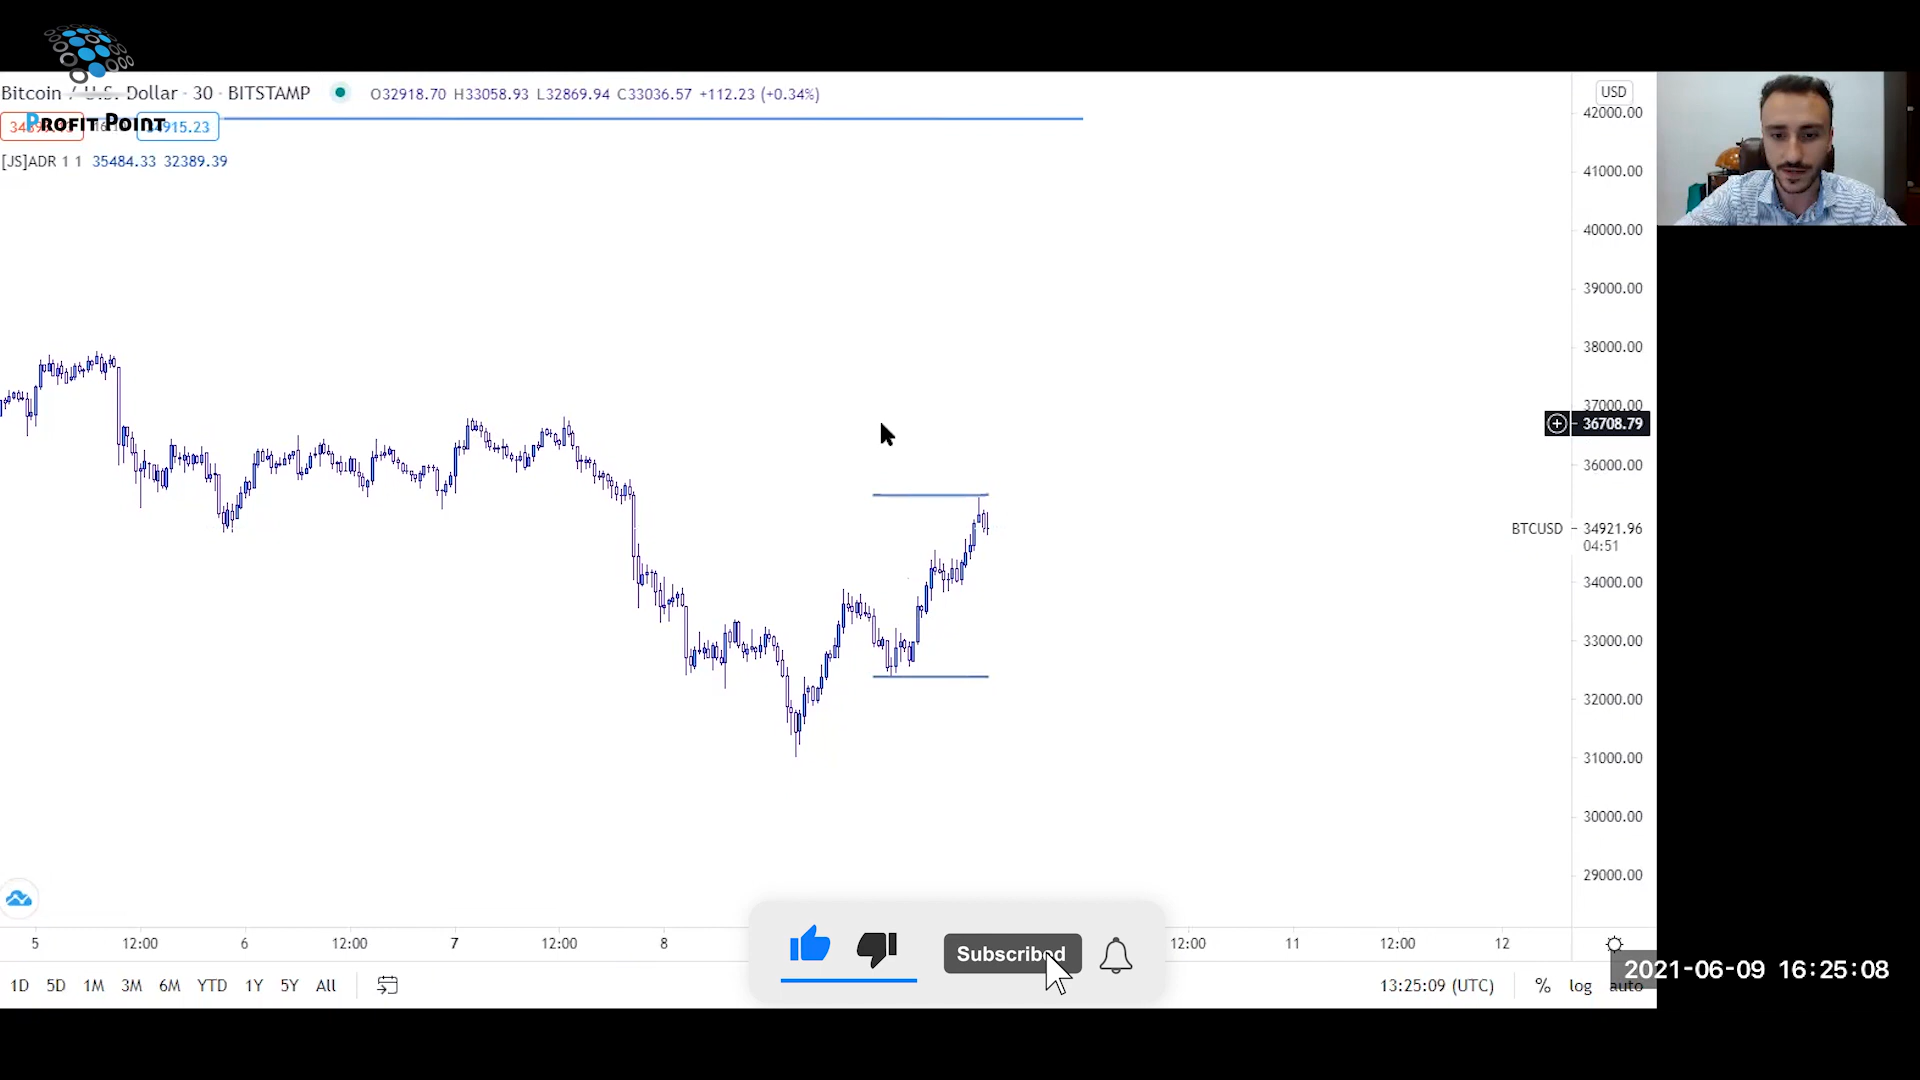 Bitcoin / U.S. Dollar · 30 · BITSTAMP O32918.70 H33058.93 L32869.94 C33036.57 +112.23 (+0.34%)
PROFIT POINT
[JS]ADR 1 1 35484.33 32389.39
USD
42000.00
41000.00
40000.00
39000.00
38000.00
37000.00
36708.79
36000.00
BTCUSD 34921.96
04:51
34000.00
33000.00
32000.00
31000.00
30000.00
29000.00
5 12:00 6 12:00 7 12:00 8 12:00 11 12:00 12
Subscribed
1D 5D 1M 3M 6M YTD 1Y 5Y All
13:25:09 (UTC) % log auto
2021-06-09 16:25:08